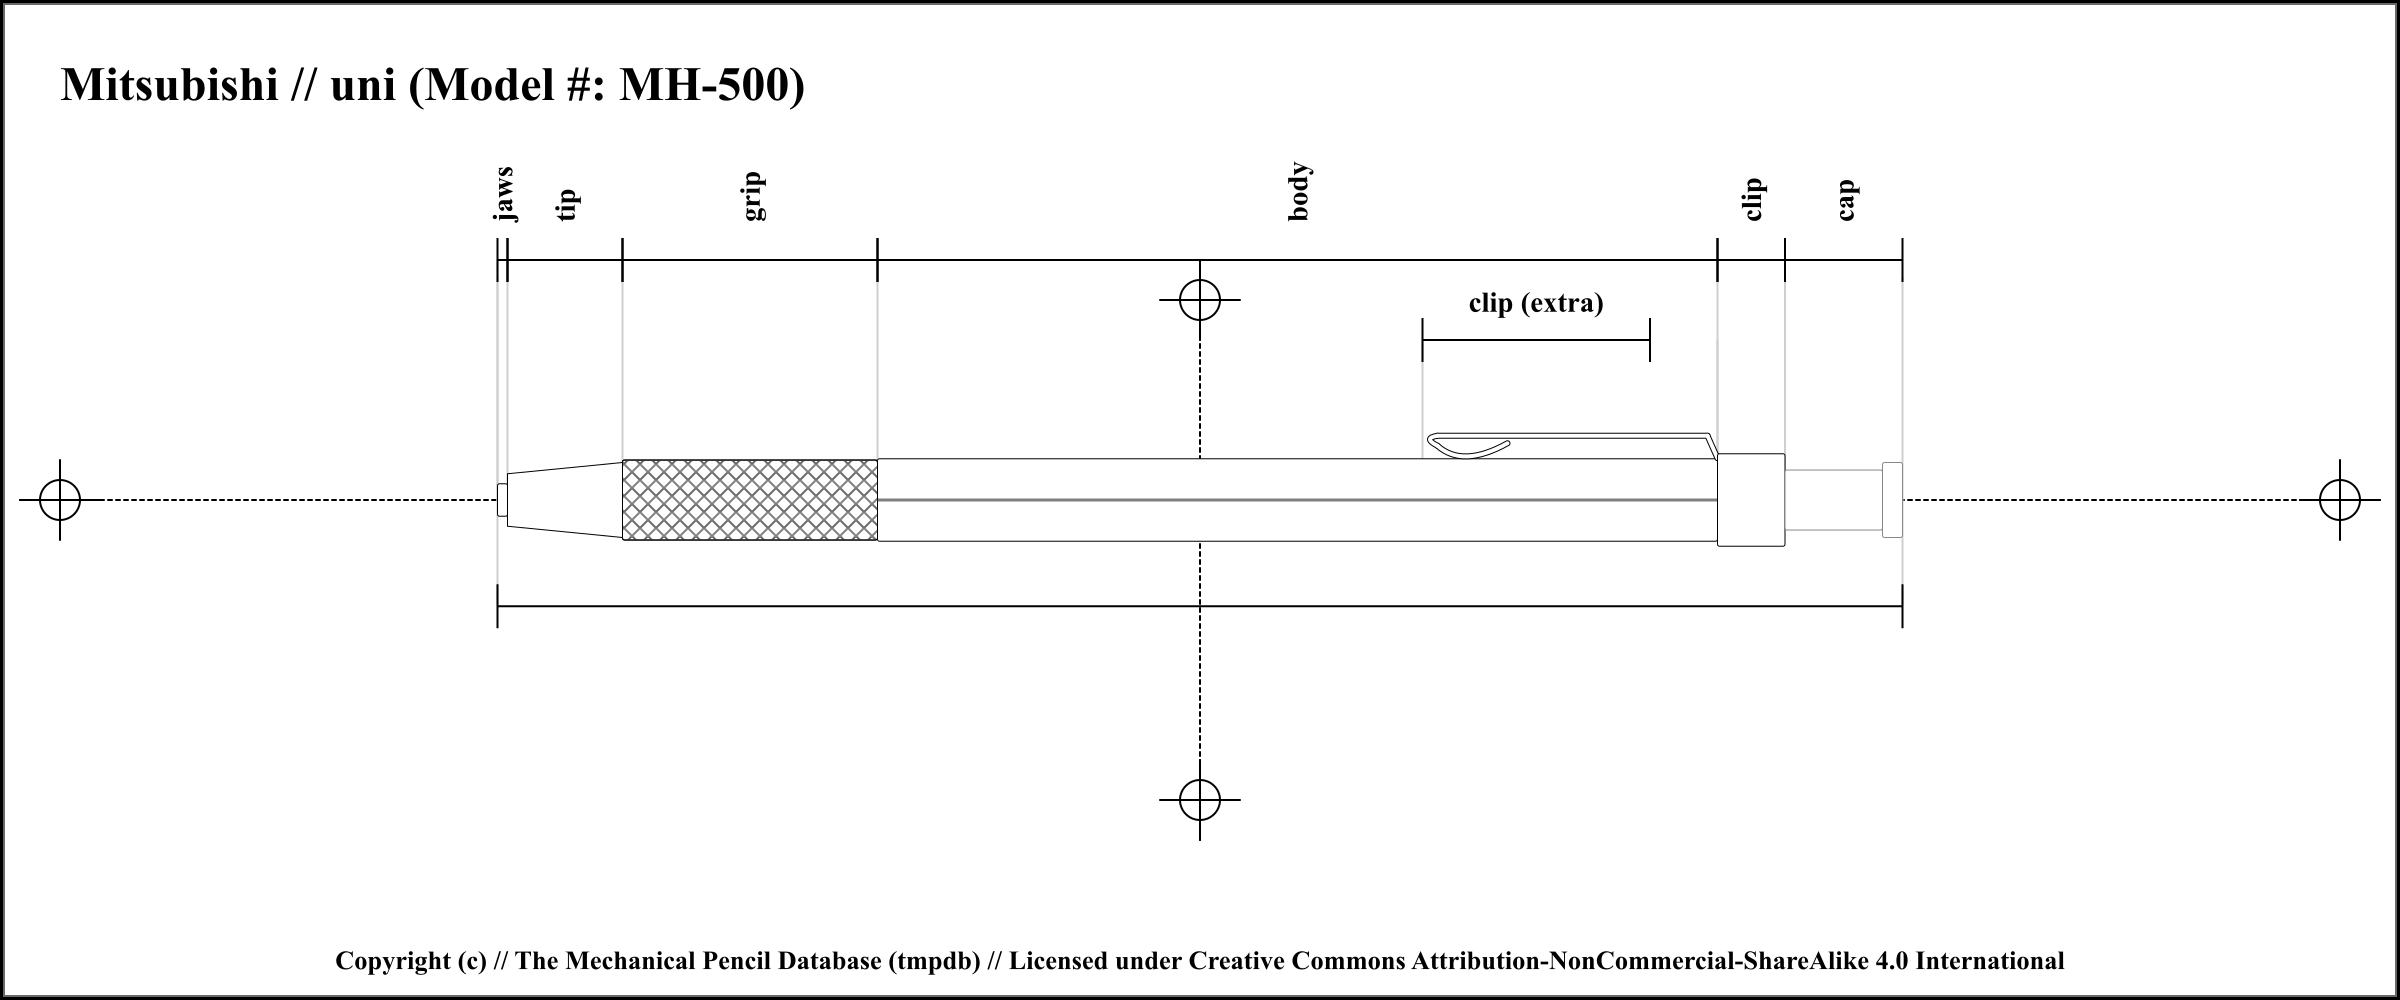 Mitsubishi // uni (Model #: MH-500)
jaws
tip
grip
body
clip
cap
clip (extra)
Copyright (c) // The Mechanical Pencil Database (tmpdb) // Licensed under Creative Commons Attribution-NonCommercial-ShareAlike 4.0 International